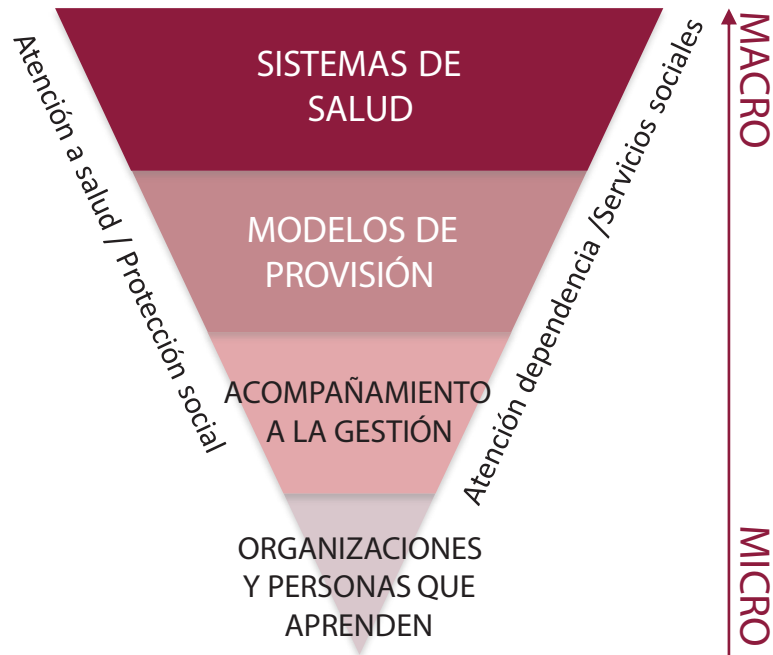 SISTEMAS DE
SALUD
MODELOS DE
PROVISIÓN
ACOMPAÑAMIENTO
A LA GESTIÓN
ORGANIZACIONES
Y PERSONAS QUE
APRENDEN
Atención a salud / Protección social
Atención dependencia /Servicios sociales
MACRO
MICRO